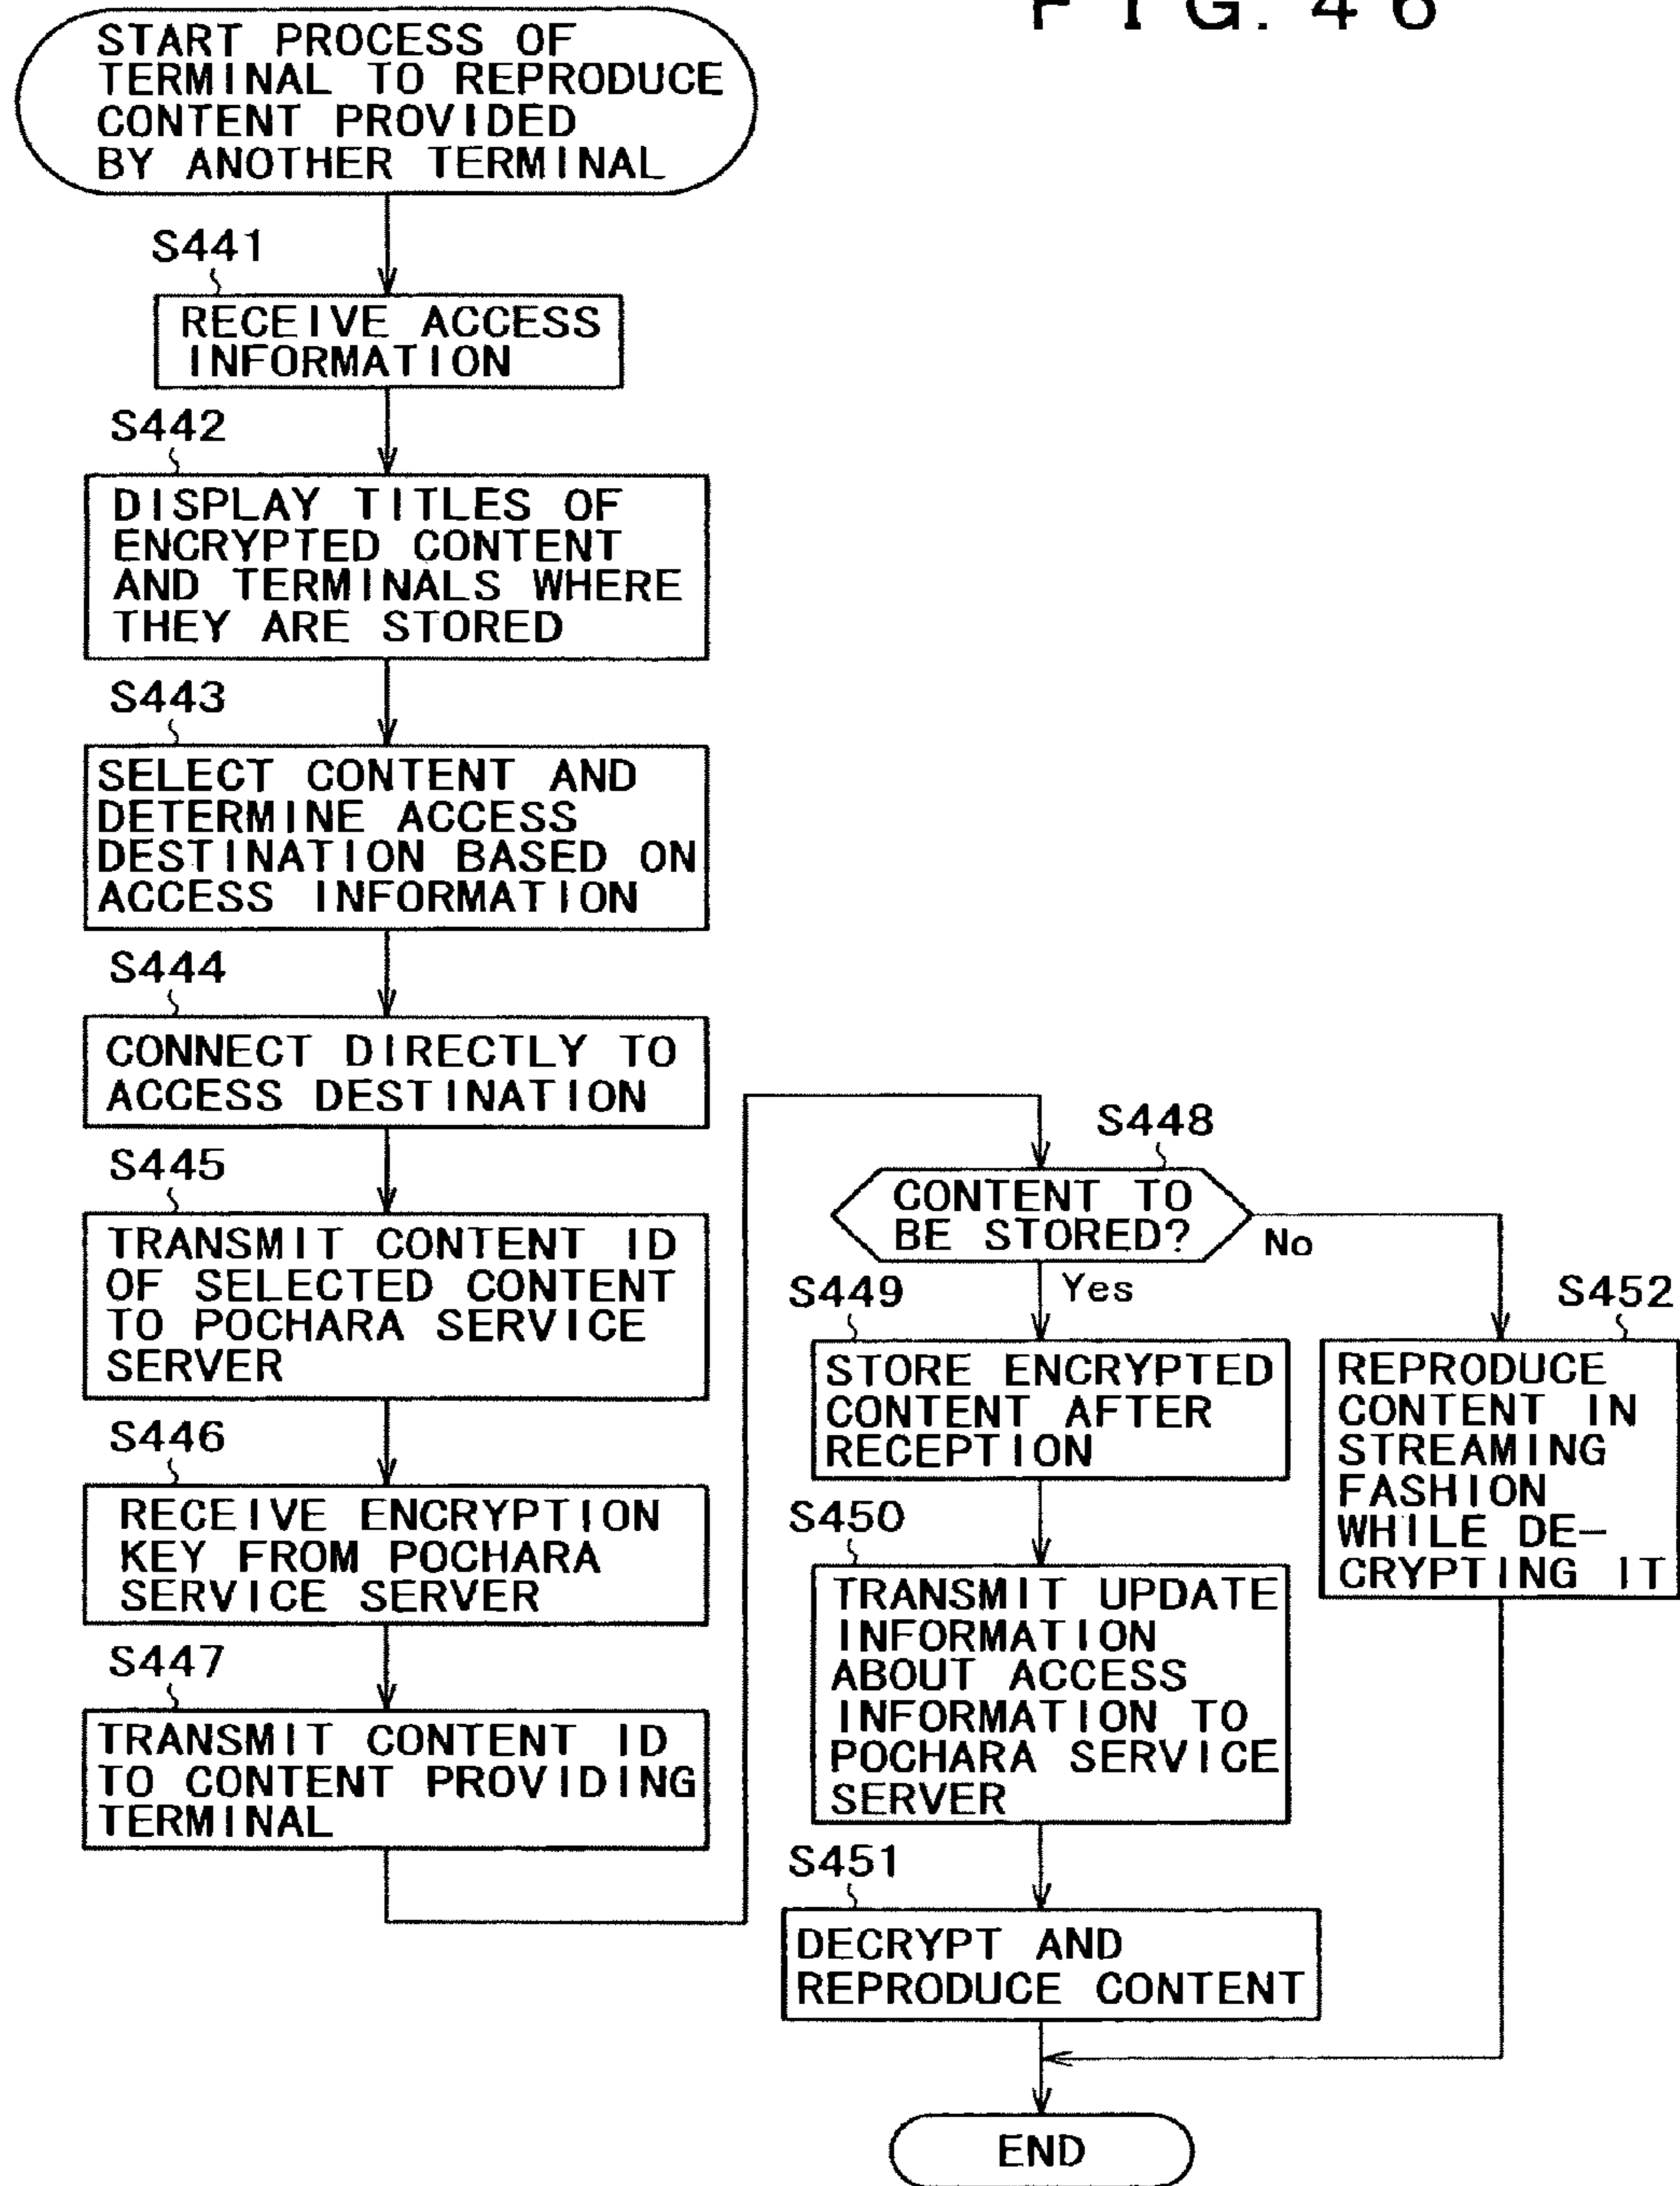 FIG. 46
START PROCESS OF
TERMINAL TO REPRODUCE
CONTENT PROVIDED
BY ANOTHER TERMINAL
S441
RECEIVE ACCESS
INFORMATION
S442
DISPLAY TITLES OF
ENCRYPTED CONTENT
AND TERMINALS WHERE
THEY ARE STORED
S443
SELECT CONTENT AND
DETERMINE ACCESS
DESTINATION BASED ON
ACCESS INFORMATION
S444
CONNECT DIRECTLY TO
ACCESS DESTINATION
S445
TRANSMIT CONTENT ID
OF SELECTED CONTENT
TO POCHARA SERVICE
SERVER
S446
RECEIVE ENCRYPTION
KEY FROM POCHARA
SERVICE SERVER
S447
TRANSMIT CONTENT ID
TO CONTENT PROVIDING
TERMINAL
S448
CONTENT TO
BE STORED?
No
Yes
S449
STORE ENCRYPTED
CONTENT AFTER
RECEPTION
S450
TRANSMIT UPDATE
INFORMATION
ABOUT ACCESS
INFORMATION TO
POCHARA SERVICE
SERVER
S451
DECRYPT AND
REPRODUCE CONTENT
S452
REPRODUCE
CONTENT IN
STREAMING
FASHION
WHILE DE-
CRYPTING IT
END